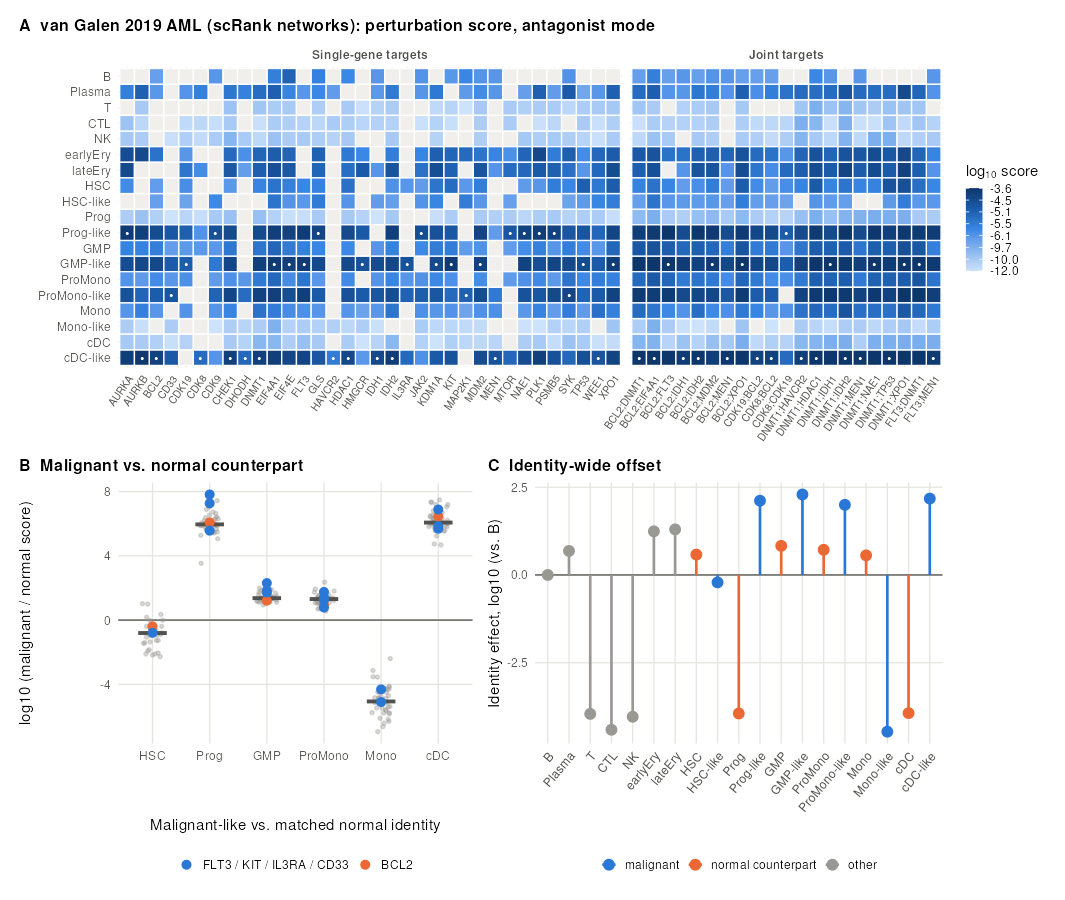 A van Galen 2019 AML (scRank networks): perturbation score, antagonist mode
Single-gene targets
Joint targets
B
Plasma
T
CTL
NK
earlyEry
lateEry
HSC
HSC-like
Prog
Prog-like
GMP
GMP-like
ProMono
ProMono-like
Mono
Mono-like
cDC
cDC-like
log10 score
-3.6
-4.5
-5.1
-6.1
-9.7
-10.0
-12.0
AURKA
AURKB
BCL2
CD33
CDK19
CDK8
CDK9
CHEK1
DHODH
DNMT1
EIF4A1
EIF4E
FLT3
GLS
HAVCR2
HDAC1
HMGCR
IDH1
IDH2
IL3RA
JAK2
KDM1A
KIT
MAP2K1
MDM2
MEN1
MTOR
NAE1
PLK1
PSMB5
SYK
TP53
WEE1
XPO1
BCL2;DNMT1
BCL2;EIF4A1
BCL2;FLT3
BCL2;IDH1
BCL2;IDH2
BCL2;MDM2
BCL2;MEN1
BCL2;XPO1
CDK19;BCL2
CDK8;BCL2
CDK8;CDK19
DNMT1;HAVCR2
DNMT1;HDAC1
DNMT1;IDH1
DNMT1;IDH2
DNMT1;MEN1
DNMT1;NAE1
DNMT1;TP53
DNMT1;XPO1
FLT3;DNMT1
FLT3;MEN1
B Malignant vs. normal counterpart
log10 (malignant / normal score)
8
4
0
-4
HSC
Prog
GMP
ProMono
Mono
cDC
Malignant-like vs. matched normal identity
FLT3 / KIT / IL3RA / CD33
BCL2
C Identity-wide offset
Identity effect, log10 (vs. B)
2.5
0.0
-2.5
B
Plasma
T
CTL
NK
earlyEry
lateEry
HSC
HSC-like
Prog
Prog-like
GMP
GMP-like
ProMono
ProMono-like
Mono
Mono-like
cDC
cDC-like
malignant
normal counterpart
other